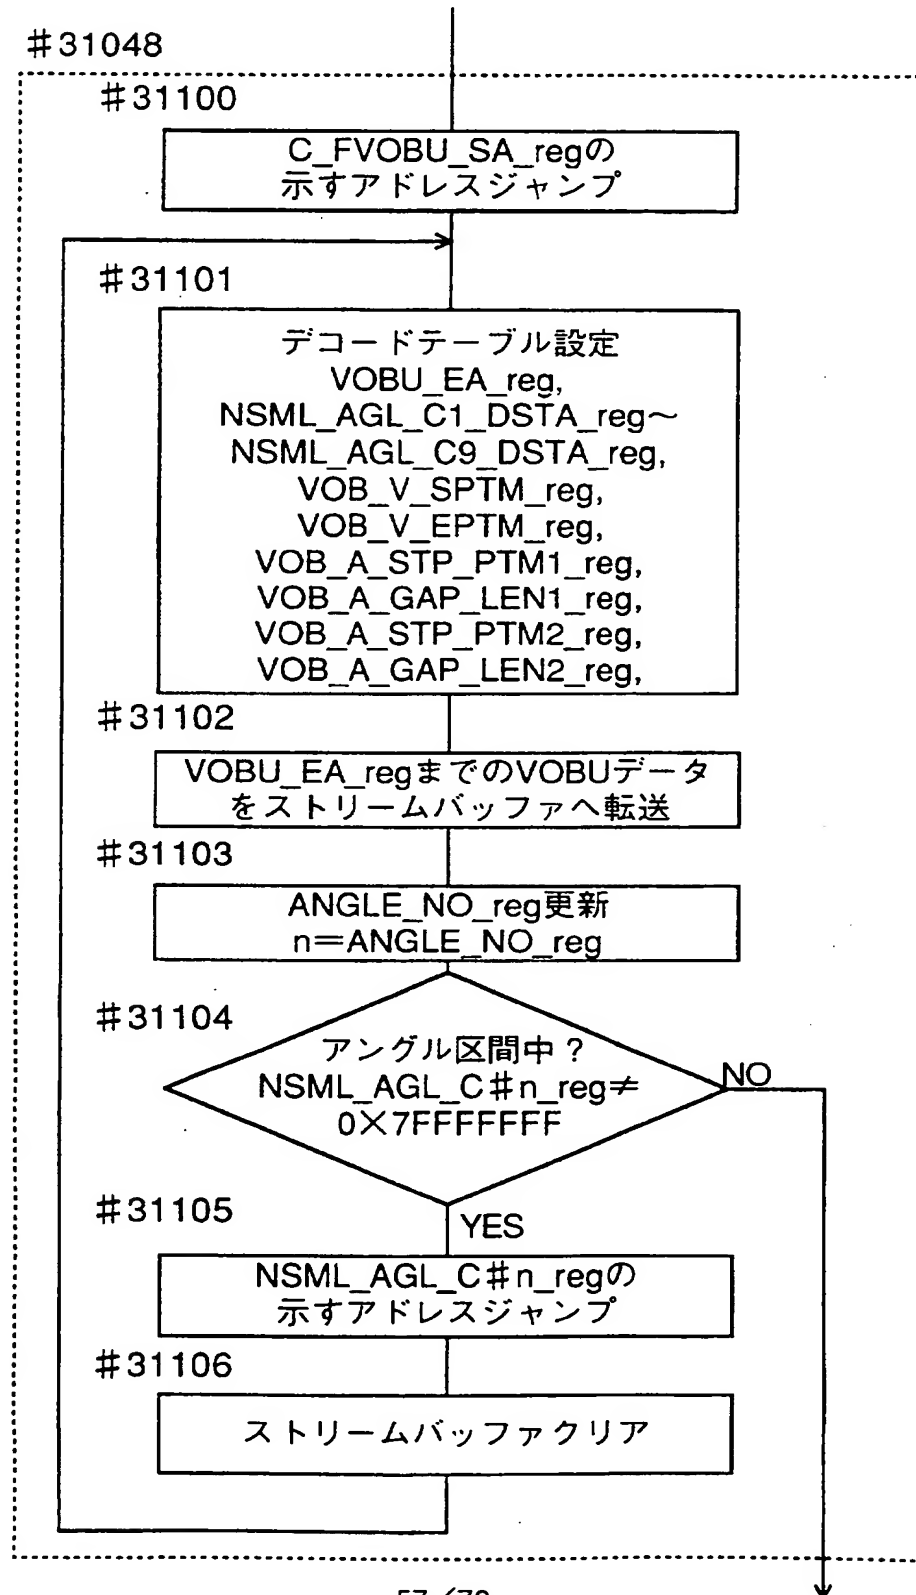 #31048
#31100
C_FVOBU_SA_regの
示すアドレスジャンプ
#31101
デコードテーブル設定
VOBU_EA_reg,
NSML_AGL_C1_DSTA_reg〜
NSML_AGL_C9_DSTA_reg,
VOB_V_SPTM_reg,
VOB_V_EPTM_reg,
VOB_A_STP_PTM1_reg,
VOB_A_GAP_LEN1_reg,
VOB_A_STP_PTM2_reg,
VOB_A_GAP_LEN2_reg,
#31102
VOBU_EA_regまでのVOBUデータ
をストリームバッファへ転送
#31103
ANGLE_NO_reg更新
n=ANGLE_NO_reg
#31104
アングル区間中?
NSML_AGL_C#n_reg≠
0×7FFFFFFF
NO
#31105
YES
NSML_AGL_C#n_regの
示すアドレスジャンプ
#31106
ストリームバッファクリア